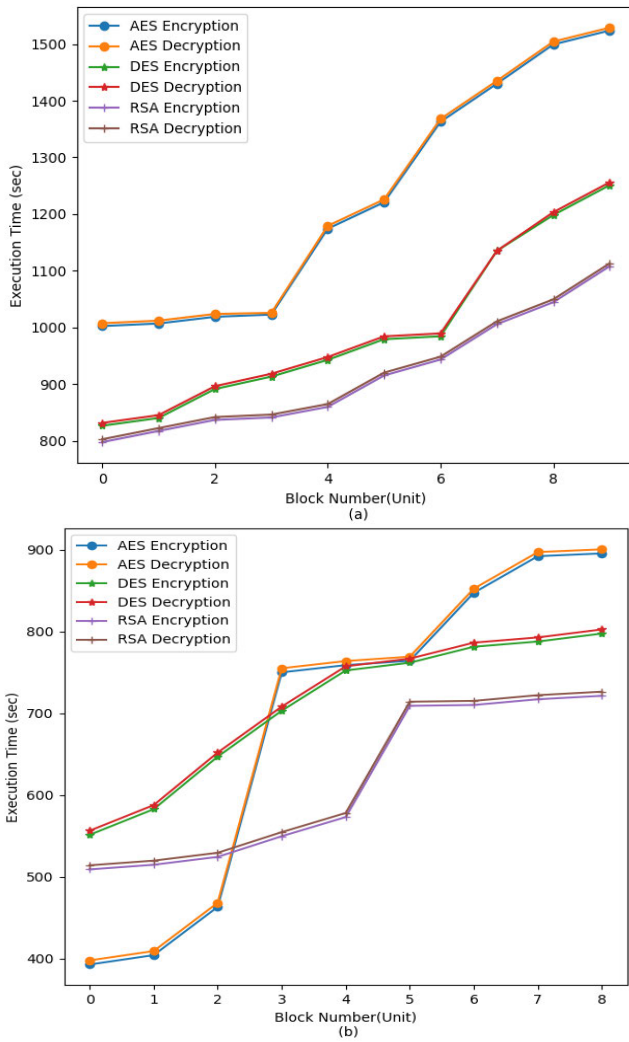 AES Encryption
AES Decryption
DES Encryption
DES Decryption
RSA Encryption
RSA Decryption
1500
1400
1300
1200
1100
1000
900
800
Execution Time (sec)
0 2 4 6 8
Block Number(Unit)
(a)
AES Encryption
AES Decryption
DES Encryption
DES Decryption
RSA Encryption
RSA Decryption
900
800
700
600
500
400
Execution Time (sec)
0 1 2 3 4 5 6 7 8
Block Number(Unit)
(b)